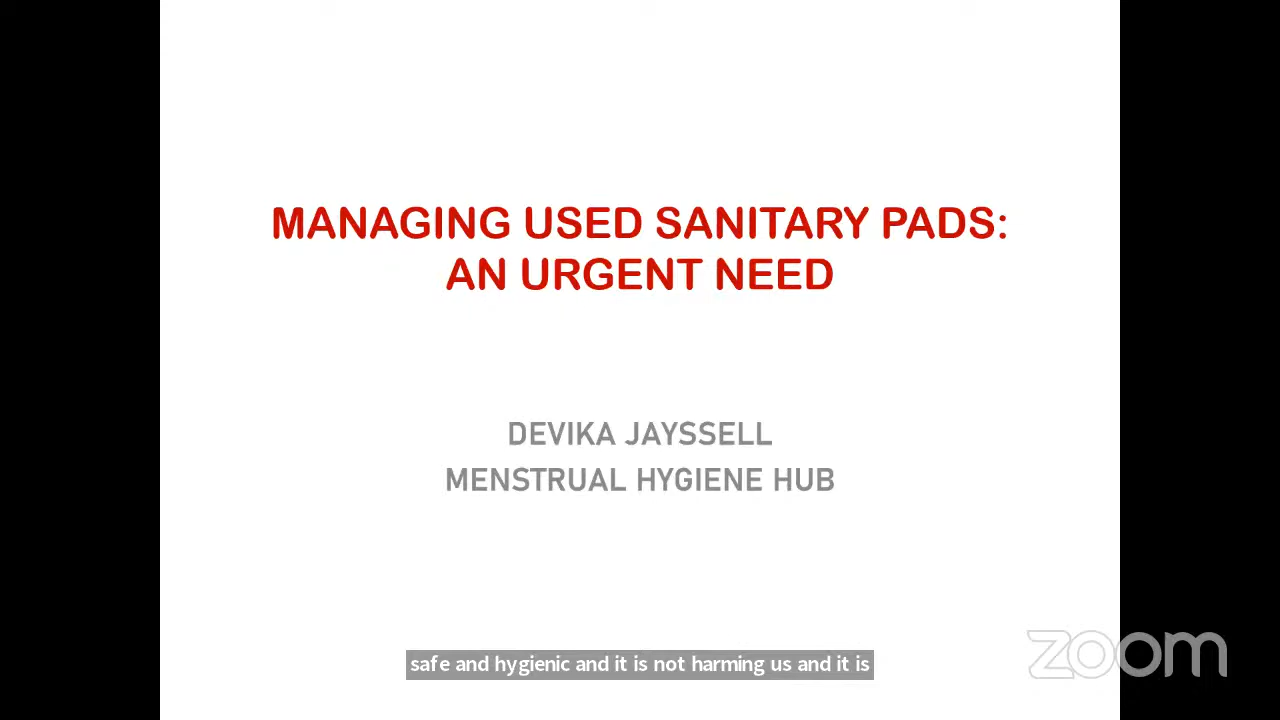 MANAGING USED SANITARY PADS:
AN URGENT NEED
DEVIKA JAYSSELL
MENSTRUAL HYGIENE HUB
safe and hygienic and it is not harming us and it is
zoom